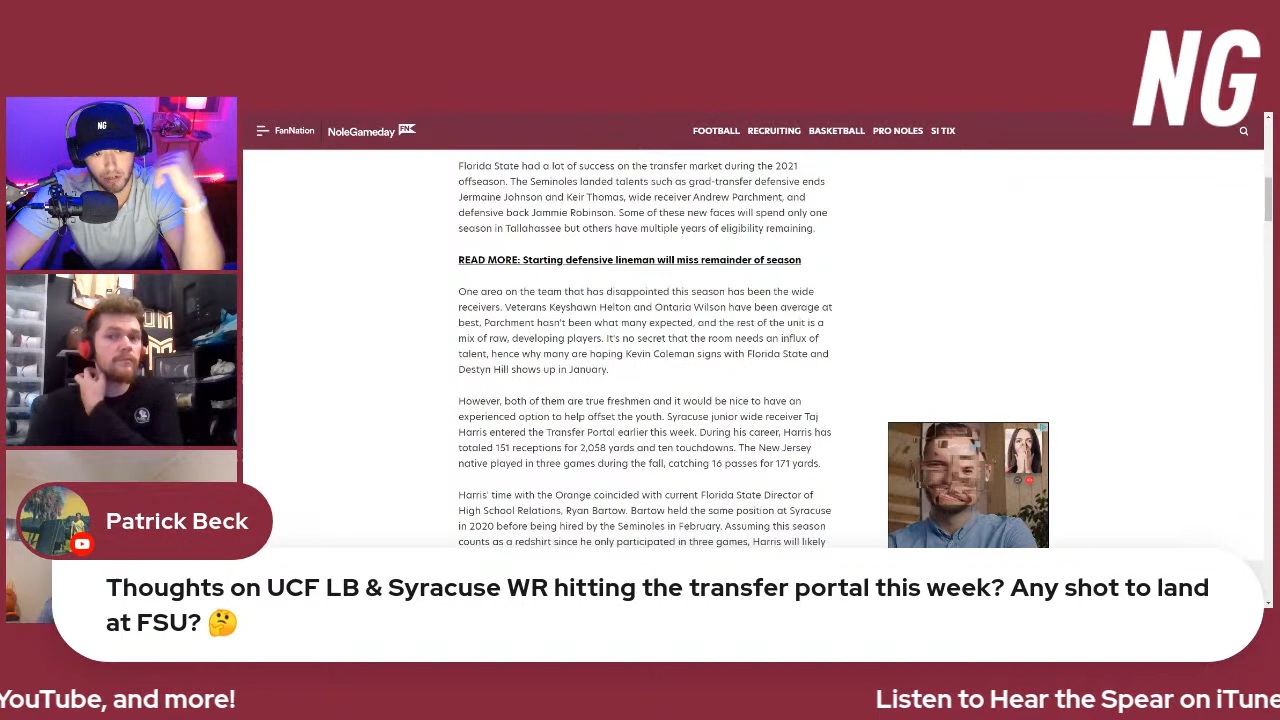 NG
NG
FanNation
NoleGameday FN
FOOTBALL RECRUITING BASKETBALL PRO NOLES SI TIX
Florida State had a lot of success on the transfer market during the 2021
offseason. The Seminoles landed talents such as grad-transfer defensive ends
Jermaine Johnson and Keir Thomas, wide receiver Andrew Parchment, and
defensive back Jammie Robinson. Some of these new faces will spend only one
season in Tallahassee but others have multiple years of eligibility remaining.
READ MORE: Starting defensive lineman will miss remainder of season
One area on the team that has disappointed this season has been the wide
receivers. Veterans Keyshawn Helton and Ontaria Wilson have been average at
best, Parchment hasn't been what many expected, and the rest of the unit is a
mix of raw, developing players. It's no secret that the room needs an influx of
talent, hence why many are hoping Kevin Coleman signs with Florida State and
Destyn Hill shows up in January.
However, both of them are true freshmen and it would be nice to have an
experienced option to help offset the youth. Syracuse junior wide receiver Taj
Harris entered the Transfer Portal earlier this week. During his career, Harris has
totaled 151 receptions for 2,058 yards and ten touchdowns. The New Jersey
native played in three games during the fall, catching 16 passes for 171 yards.
Harris' time with the Orange coincided with current Florida State Director of
High School Relations, Ryan Bartow. Bartow held the same position at Syracuse
in 2020 before being hired by the Seminoles in February. Assuming this season
counts as a redshirt since he only participated in three games, Harris will likely
Patrick Beck
Thoughts on UCF LB & Syracuse WR hitting the transfer portal this week? Any shot to land
at FSU? 🤔
YouTube, and more!
Listen to Hear the Spear on iTune